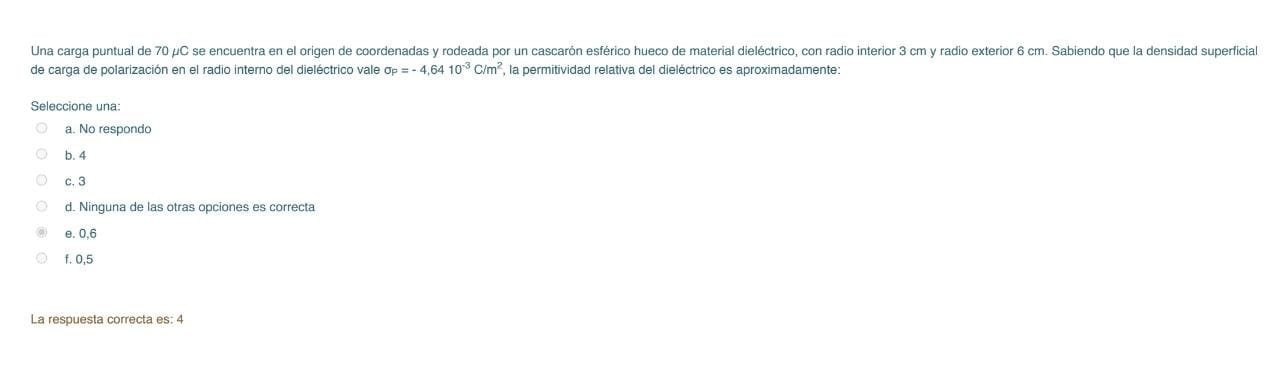 Una carga puntual de 70 μC se encuentra en el origen de coordenadas y rodeada por un cascarón esférico hueco de material dieléctrico, con radio interior 3 cm y radio exterior 6 cm. Sabiendo que la densidad superficial
de carga de polarización en el radio interno del dieléctrico vale σP = - 4,64 10⁻³ C/m², la permitividad relativa del dieléctrico es aproximadamente:
Seleccione una:
a. No respondo
b. 4
c. 3
d. Ninguna de las otras opciones es correcta
e. 0,6
f. 0,5
La respuesta correcta es: 4